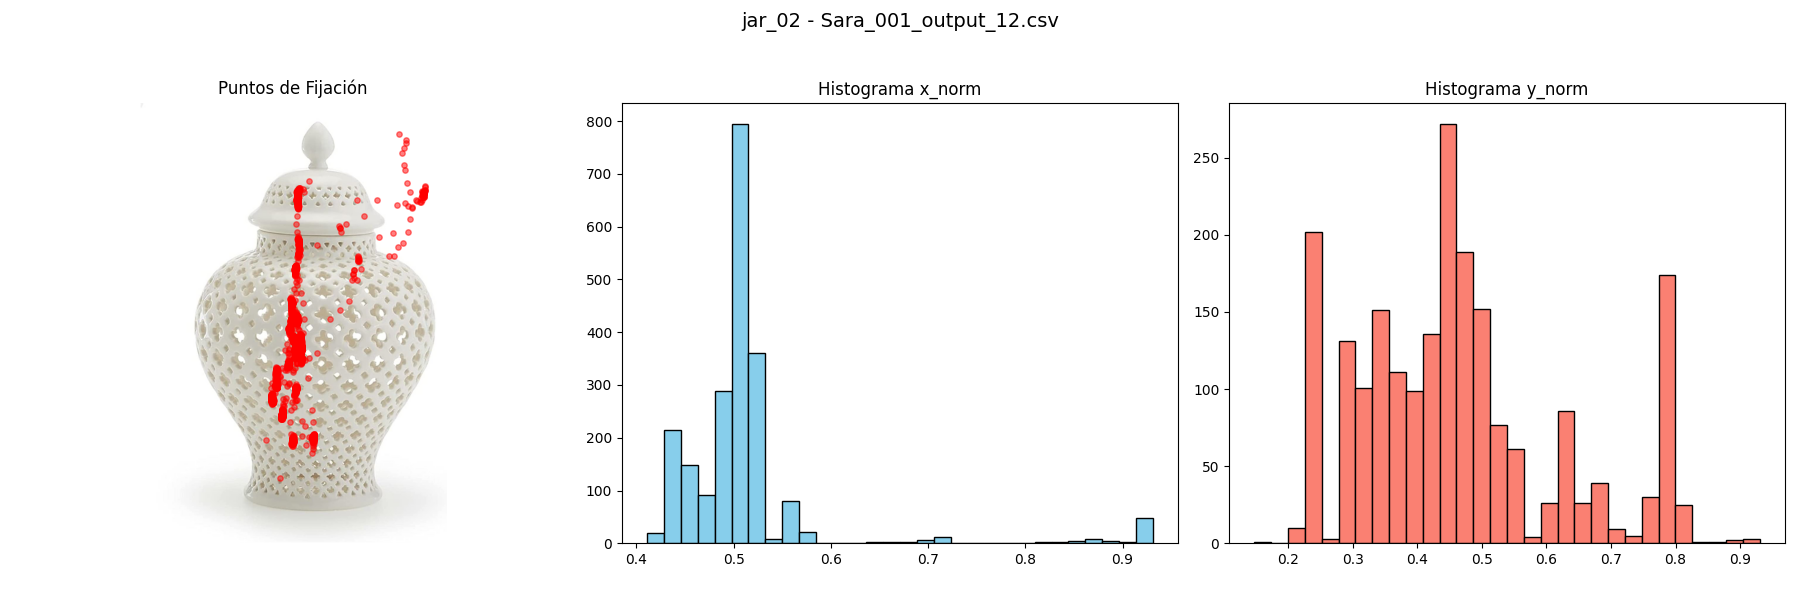 jar_02 - Sara_001_output_12.csv
Puntos de Fijación
Histograma x_norm
800
700
600
500
400
300
200
100
0
0.4 0.5 0.6 0.7 0.8 0.9
Histograma y_norm
250
200
150
100
50
0
0.2 0.3 0.4 0.5 0.6 0.7 0.8 0.9